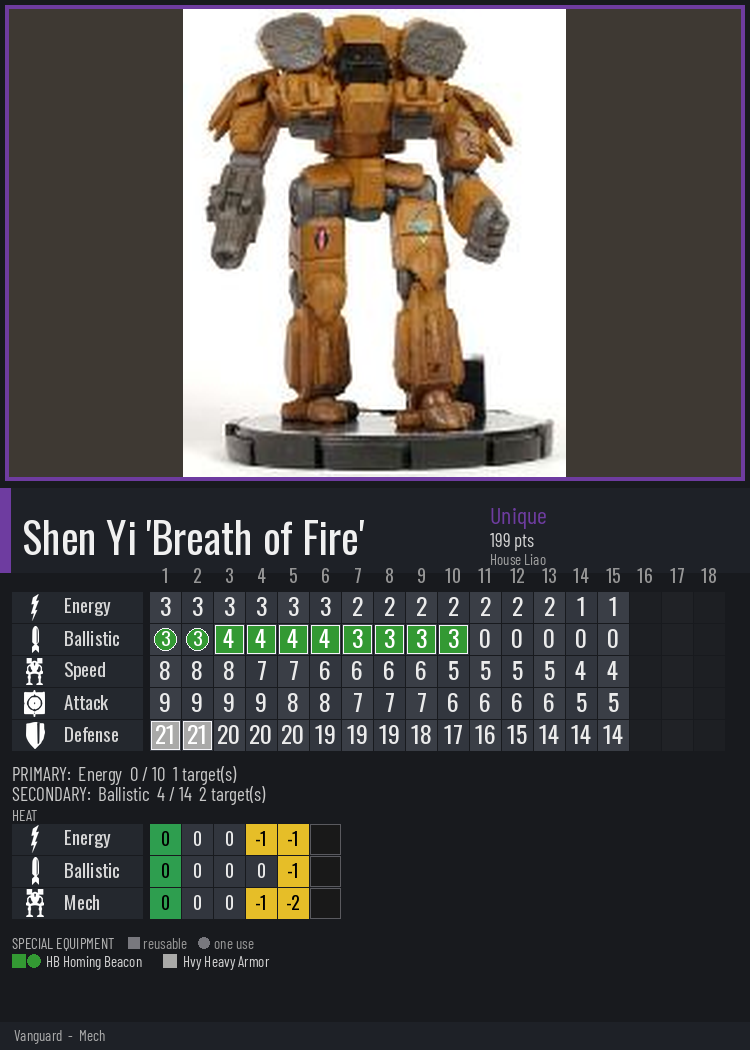 Shen Yi 'Breath of Fire'
Unique
199 pts
House Liao
1 2 3 4 5 6 7 8 9 10 11 12 13 14 15 16 17 18
Energy 3 3 3 3 3 3 2 2 2 2 2 2 2 1 1
Ballistic 3 3 4 4 4 4 3 3 3 3 0 0 0 0 0
Speed 8 8 8 7 7 6 6 6 6 5 5 5 5 4 4
Attack 9 9 9 9 8 8 7 7 7 6 6 6 6 5 5
Defense 21 21 20 20 20 19 19 19 18 17 16 15 14 14 14
PRIMARY: Energy 0 / 10 1 target(s)
SECONDARY: Ballistic 4 / 14 2 target(s)
HEAT
Energy 0 0 0 -1 -1
Ballistic 0 0 0 0 -1
Mech 0 0 0 -1 -2
SPECIAL EQUIPMENT reusable one use
HB Homing Beacon Hvy Heavy Armor
Vanguard - Mech